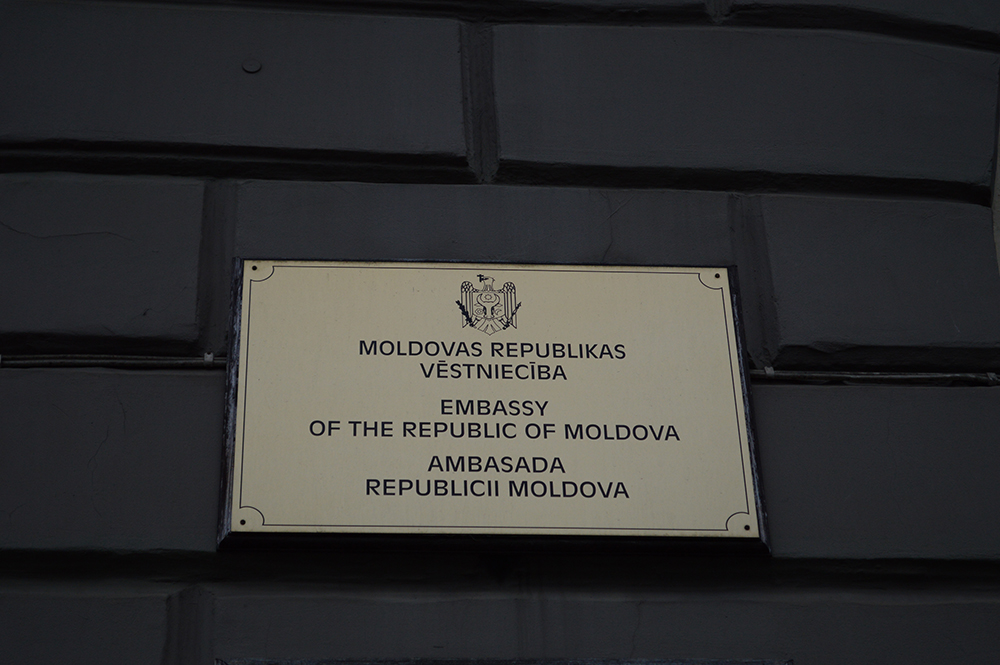 MOLDOVAS REPUBLIKAS
VĒSTNIECĪBA
EMBASSY
OF THE REPUBLIC OF MOLDOVA
AMBASADA
REPUBLICII MOLDOVA